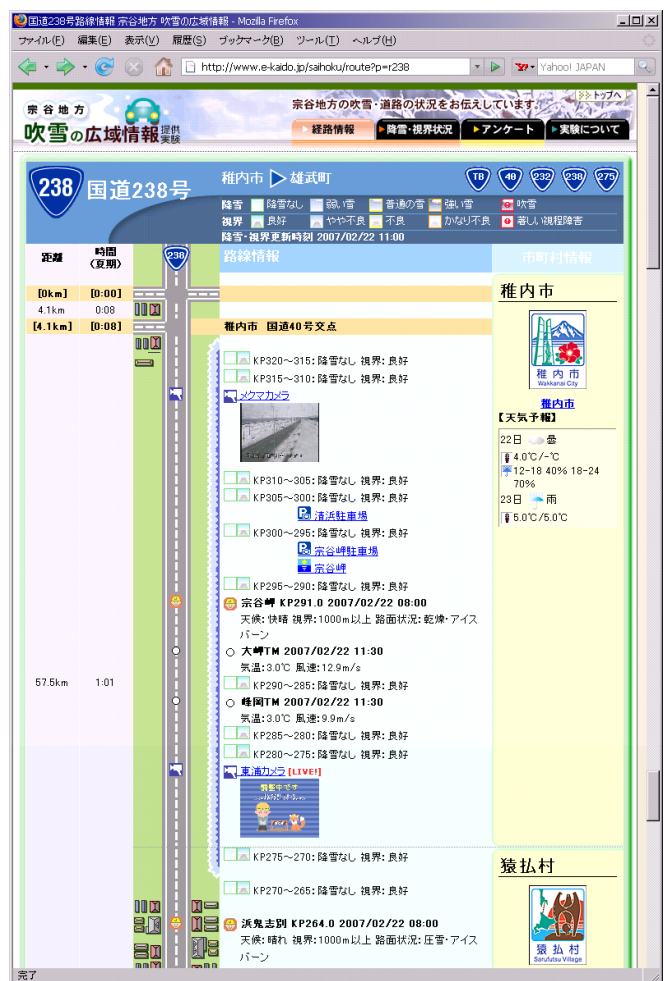 国道238号路線情報 宗谷地方 吹雪の広域情報 - Mozilla Firefox
ファイル(F) 編集(E) 表示(V) 履歴(S) ブックマーク(B) ツール(T) ヘルプ(H)
http://www.e-kaido.jp/saihoku/route?p=r238
Yahoo! JAPAN
宗谷地方
吹雪の広域情報提供実験
宗谷地方の吹雪・道路の状況をお伝えしています。
>>トップへ
経路情報 降雪・視界状況 アンケート 実験について
238 国道238号
稚内市 雄武町
TB 40 232 238 275
降雪 降雪なし 弱い雪 普通の雪 強い雪 吹雪
視界 良好 やや不良 不良 かなり不良 著しい視程障害
降雪・視界更新時刻 2007/02/22 11:00
距離 時間(夏期) 238 路線情報 市町村情報
[0km] [0:00]
4.1km 0:08
[4.1km] [0:08] 稚内市 国道40号交点
KP320～315:降雪なし 視界:良好
KP315～310:降雪なし 視界:良好
メクマカメラ
KP310～305:降雪なし 視界:良好
KP305～300:降雪なし 視界:良好
清浜駐車場
KP300～295:降雪なし 視界:良好
宗谷岬駐車場
宗谷岬
KP295～290:降雪なし 視界:良好
宗谷岬 KP291.0 2007/02/22 08:00
天候:快晴 視界:1000m以上 路面状況:乾燥・アイス
バーン
大岬TM 2007/02/22 11:30
気温:3.0℃ 風速:12.9m/s
57.5km 1:01
KP290～285:降雪なし 視界:良好
峰岡TM 2007/02/22 11:30
気温:3.0℃ 風速:9.9m/s
KP285～280:降雪なし 視界:良好
KP280～275:降雪なし 視界:良好
東浦カメラ [LIVE!]
調整中です
KP275～270:降雪なし 視界:良好
KP270～265:降雪なし 視界:良好
浜鬼志別 KP264.0 2007/02/22 08:00
天候:晴れ 視界:1000m以上 路面状況:圧雪・アイス
バーン
稚内市
稚内市
Wakkanai City
稚内市
【天気予報】
22日 曇
4.0℃/-℃
12-18 40% 18-24
70%
23日 雨
5.0℃/5.0℃
猿払村
猿払村
Sarufutsu Village
完了